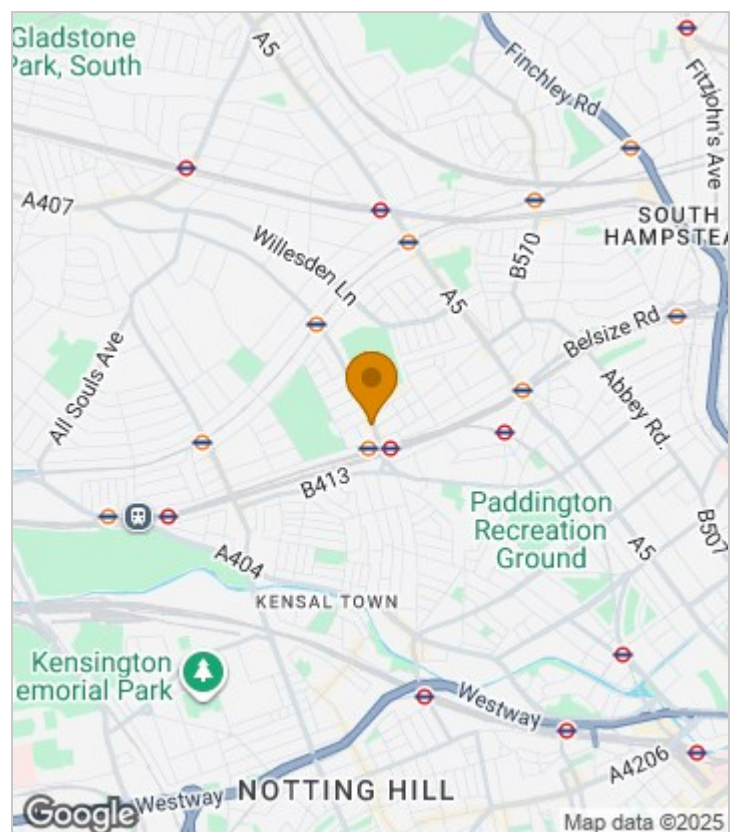 Gladstone
Park, South
A5
Finchley Rd
Fitzjohn's Ave
A407
SOUTH
HAMPSTEA
Willesden Ln
B570
A5
Belsize Rd
All Souls Ave
Abbey Rd.
B413
Paddington
Recreation
Ground
B507
A5
A404
KENSAL TOWN
Kensington
emorial Park
Westway
A4206
Westway
NOTTING HILL
Google
Map data ©2025